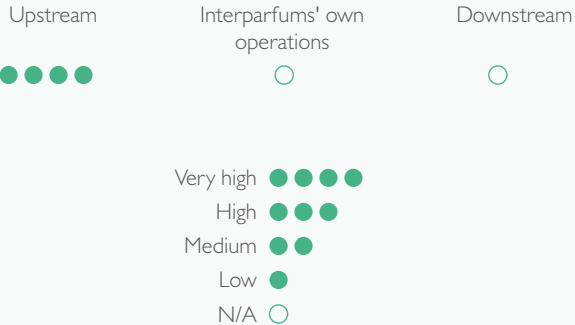 Upstream
Interparfums' own
operations
Downstream
Very high
High
Medium
Low
N/A